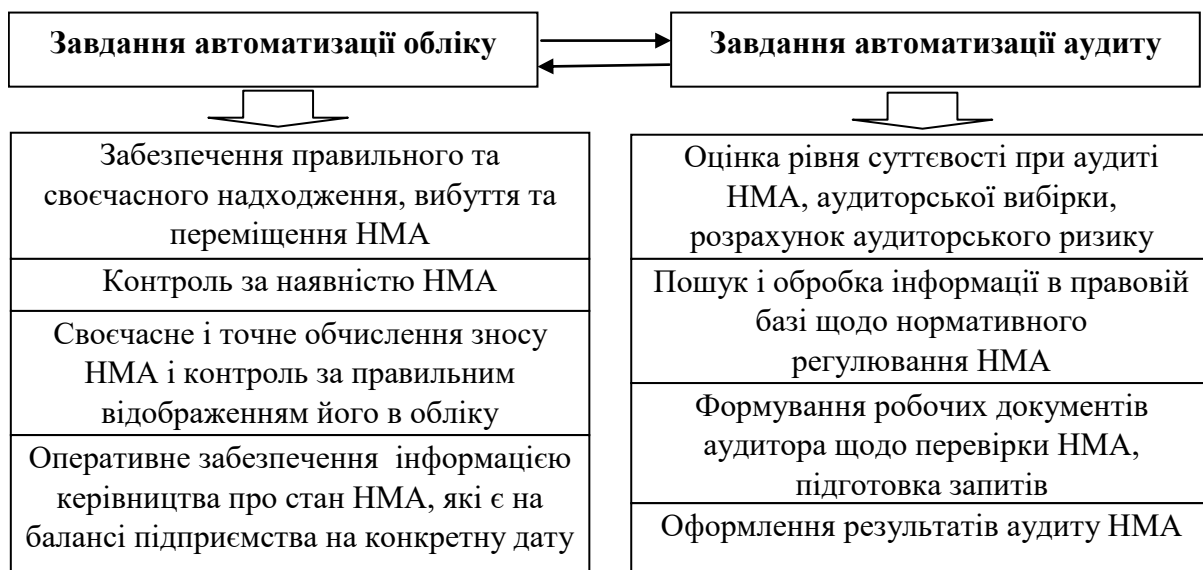 Завдання автоматизації обліку
Забезпечення правильного та
своєчасного надходження, вибуття та
переміщення НМА
Контроль за наявністю НМА
Своєчасне і точне обчислення зносу
НМА і контроль за правильним
відображенням його в обліку
Оперативне забезпечення інформацією
керівництва про стан НМА, які є на
балансі підприємства на конкретну дату
Завдання автоматизації аудиту
Оцінка рівня суттєвості при аудиті
НМА, аудиторської вибірки,
розрахунок аудиторського ризику
Пошук і обробка інформації в правовій
базі щодо нормативного
регулювання НМА
Формування робочих документів
аудитора щодо перевірки НМА,
підготовка запитів
Оформлення результатів аудиту НМА